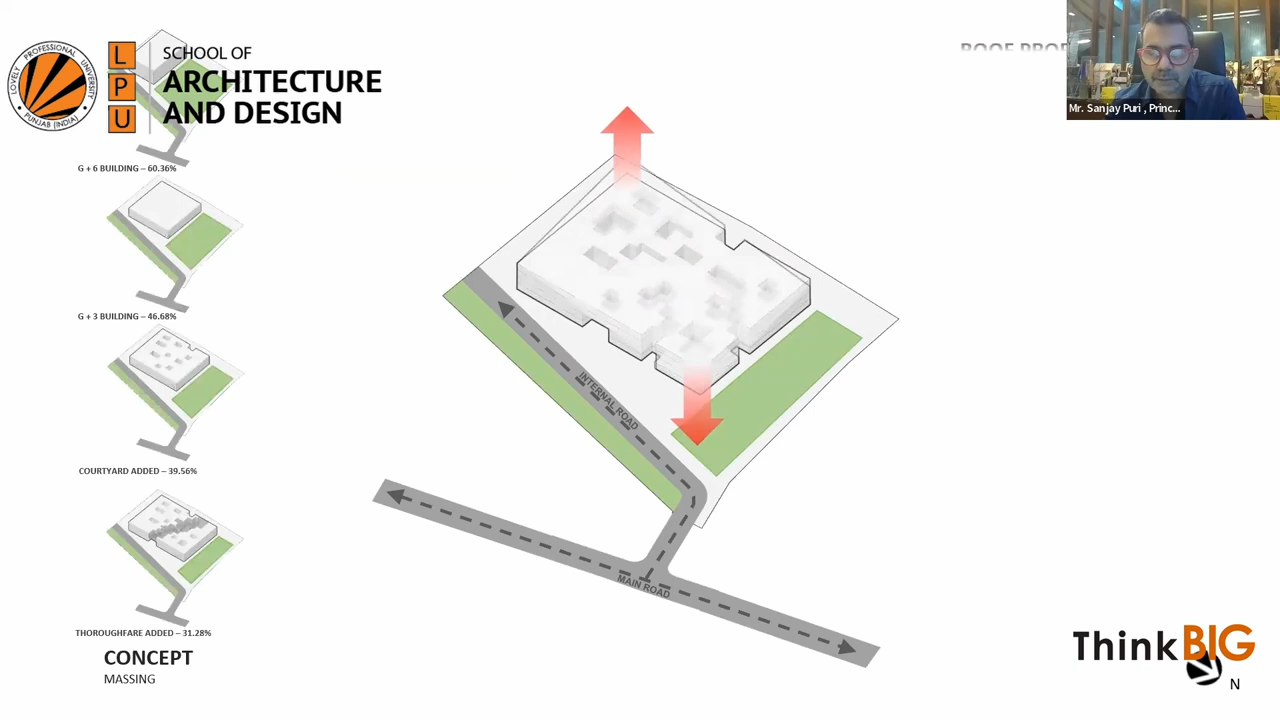 LOVELY PROFESSIONAL UNIVERSITY
PUNJAB (INDIA)
L
P
U
SCHOOL OF
ARCHITECTURE
AND DESIGN
Mr. Sanjay Puri , Princ...
G + 6 BUILDING – 60.36%
G + 3 BUILDING – 46.68%
COURTYARD ADDED – 39.56%
THOROUGHFARE ADDED – 31.28%
CONCEPT
MASSING
INTERNAL ROAD
MAIN ROAD
ThinkBIG
N